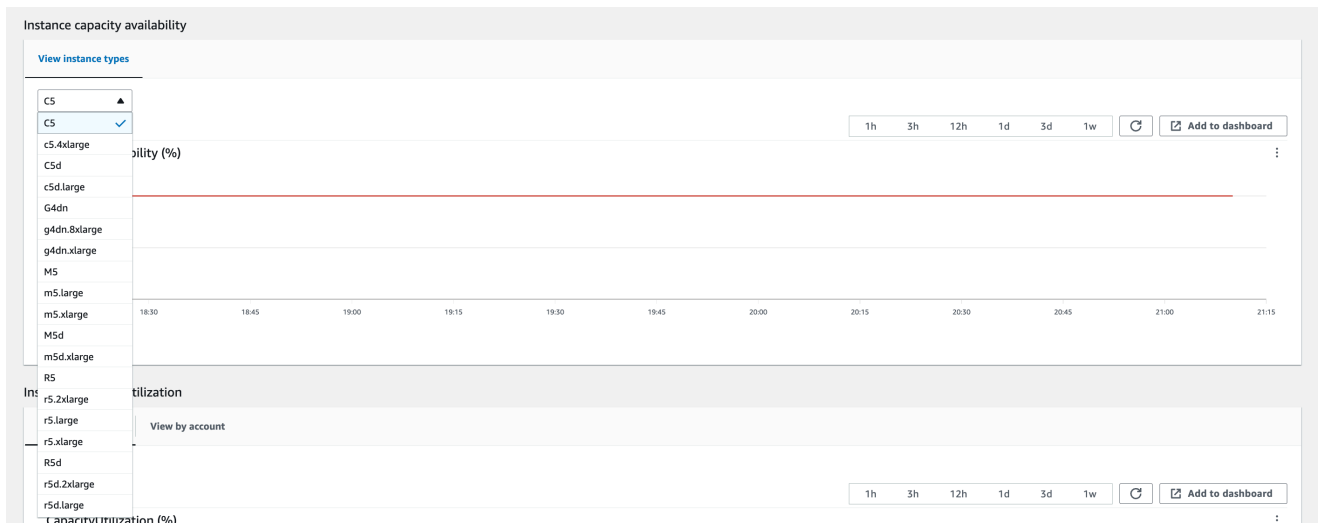 Instance capacity availability
View instance types
C5
C5
c5.4xlarge
C5d
c5d.large
G4dn
g4dn.8xlarge
g4dn.xlarge
M5
m5.large
m5.xlarge
M5d
m5d.xlarge
R5
r5.2xlarge
r5.large
r5.xlarge
R5d
r5d.2xlarge
r5d.large
1h 3h 12h 1d 3d 1w Add to dashboard
bility (%)
18:30 18:45 19:00 19:15 19:30 19:45 20:00 20:15 20:30 20:45 21:00 21:15
Ins tilization
View by account
1h 3h 12h 1d 3d 1w Add to dashboard
CapacityUtilization (%)